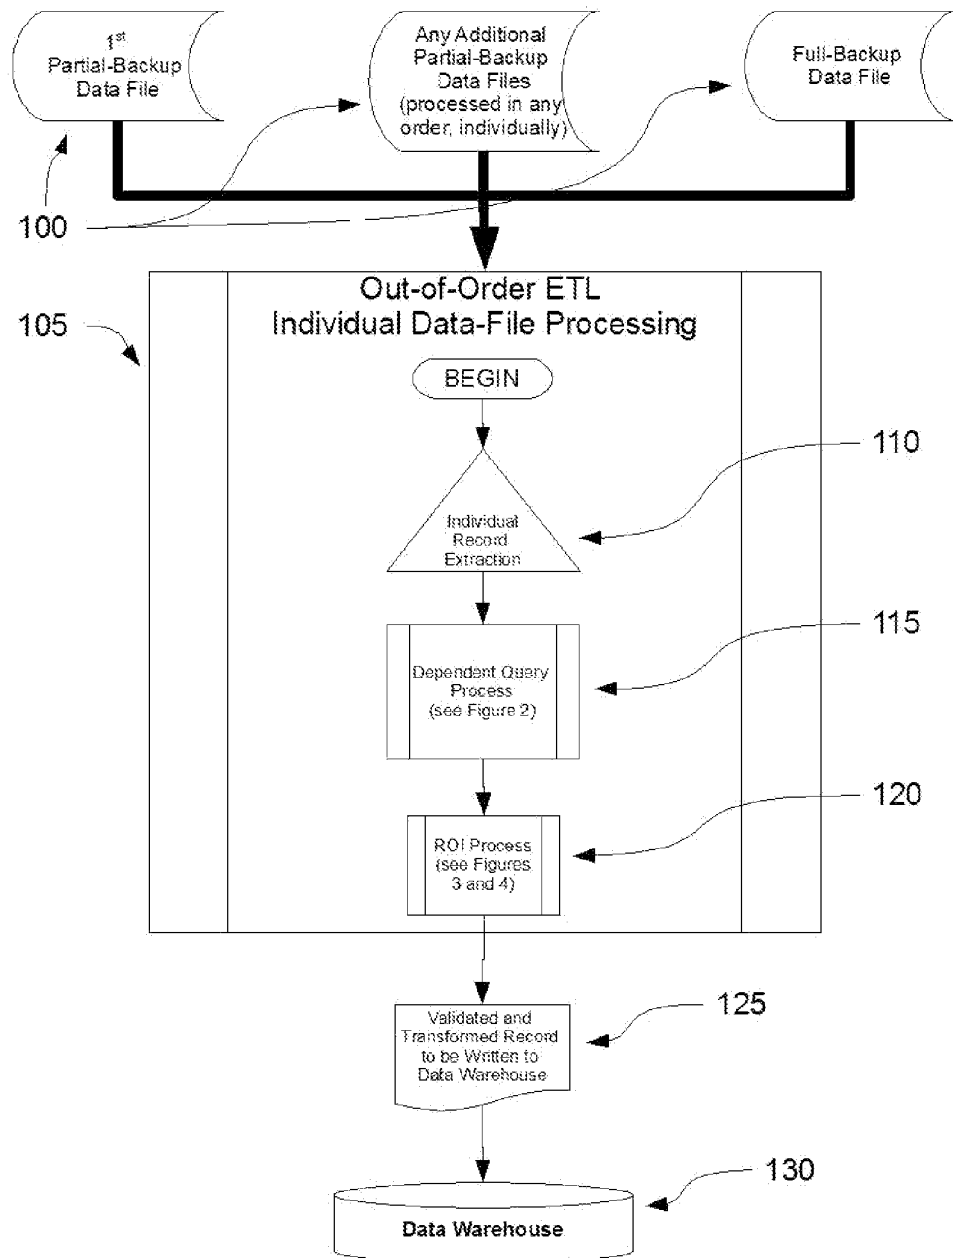 1st
Partial-Backup
Data File
Any Additional
Partial-Backup
Data Files
(processed in any
order, individually)
Full-Backup
Data File
100
Out-of-Order ETL
Individual Data-File Processing
105
BEGIN
110
Individual
Record
Extraction
115
Dependent Query
Process
(see Figure 2)
120
ROI Process
(see Figures
3 and 4)
125
Validated and
Transformed Record
to be Written to
Data Warehouse
130
Data Warehouse